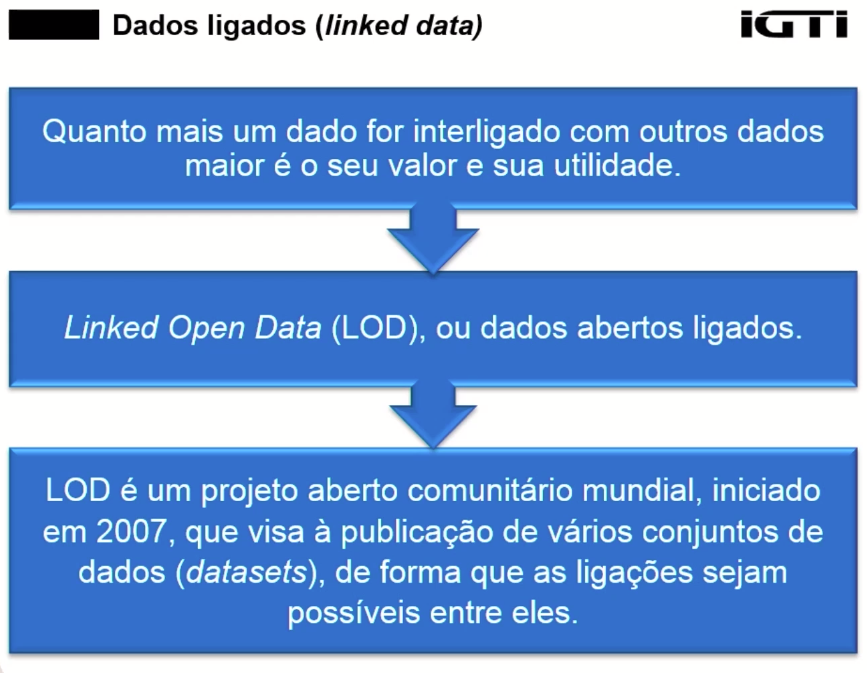 Dados ligados (linked data)
iGTi
Quanto mais um dado for interligado com outros dados
maior é o seu valor e sua utilidade.
Linked Open Data (LOD), ou dados abertos ligados.
LOD é um projeto aberto comunitário mundial, iniciado
em 2007, que visa à publicação de vários conjuntos de
dados (datasets), de forma que as ligações sejam
possíveis entre eles.